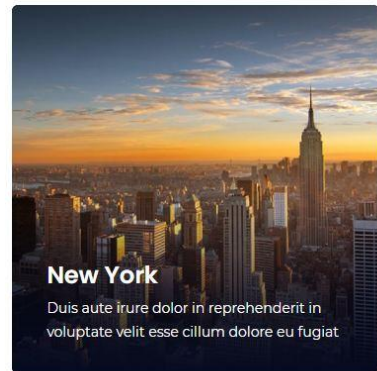 New York
Duis aute irure dolor in reprehenderit in
voluptate velit esse cillum dolore eu fugiat